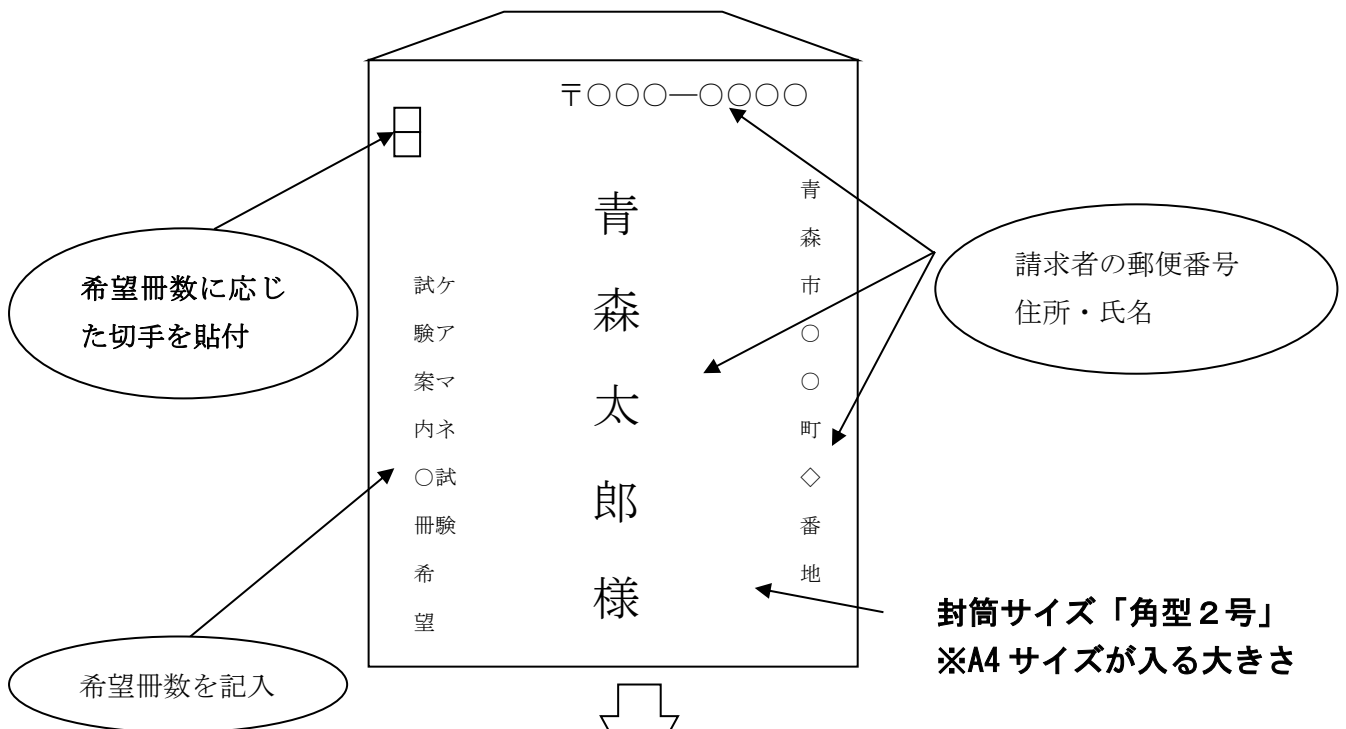 〒○○○―○○○○
青森市○○町◇番地
青森太郎様
ケアマネ試験
試験案内○冊希望
希望冊数に応じ
た切手を貼付
請求者の郵便番号
住所・氏名
希望冊数を記入
封筒サイズ「角型２号」
※A4 サイズが入る大きさ